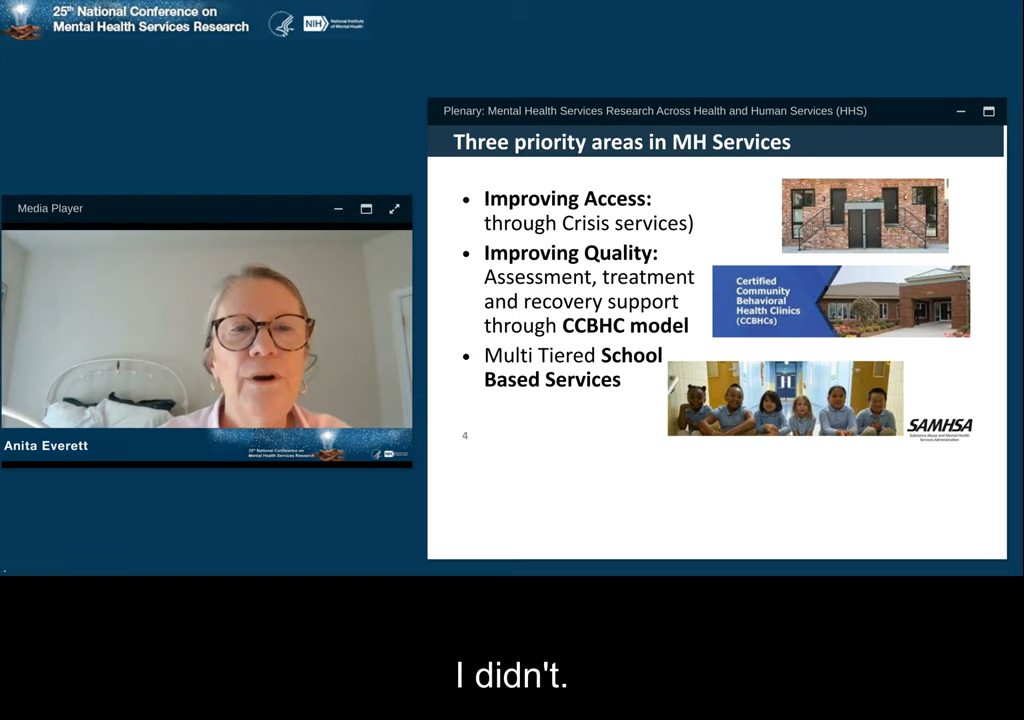 25th National Conference on
Mental Health Services Research
NIH
National Institute
of Mental Health
Plenary: Mental Health Services Research Across Health and Human Services (HHS)
Three priority areas in MH Services
• Improving Access:
through Crisis services)
• Improving Quality:
Assessment, treatment
and recovery support
through CCBHC model
• Multi Tiered School
Based Services
Certified
Community
Behavioral
Health Clinics
(CCBHCs)
SAMHSA
Substance Abuse and Mental Health
Services Administration
4
Media Player
Anita Everett
25th National Conference on
Mental Health Services Research
NIH
I didn't.